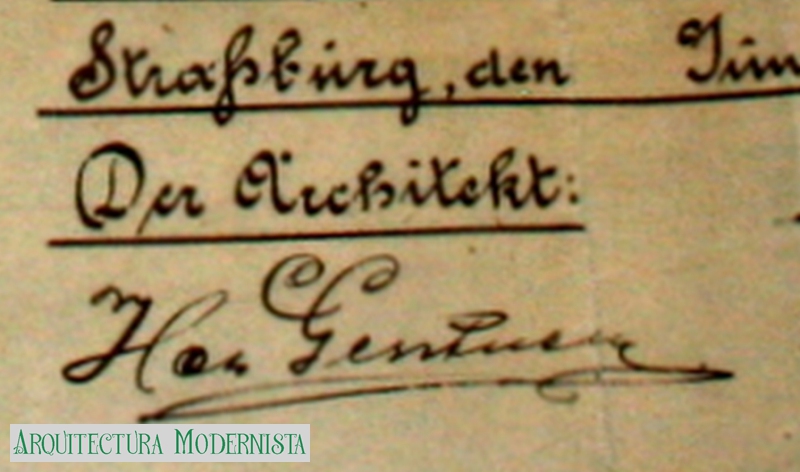 Straßburg, den Jun
Der Architekt:
Arquitectura Modernista